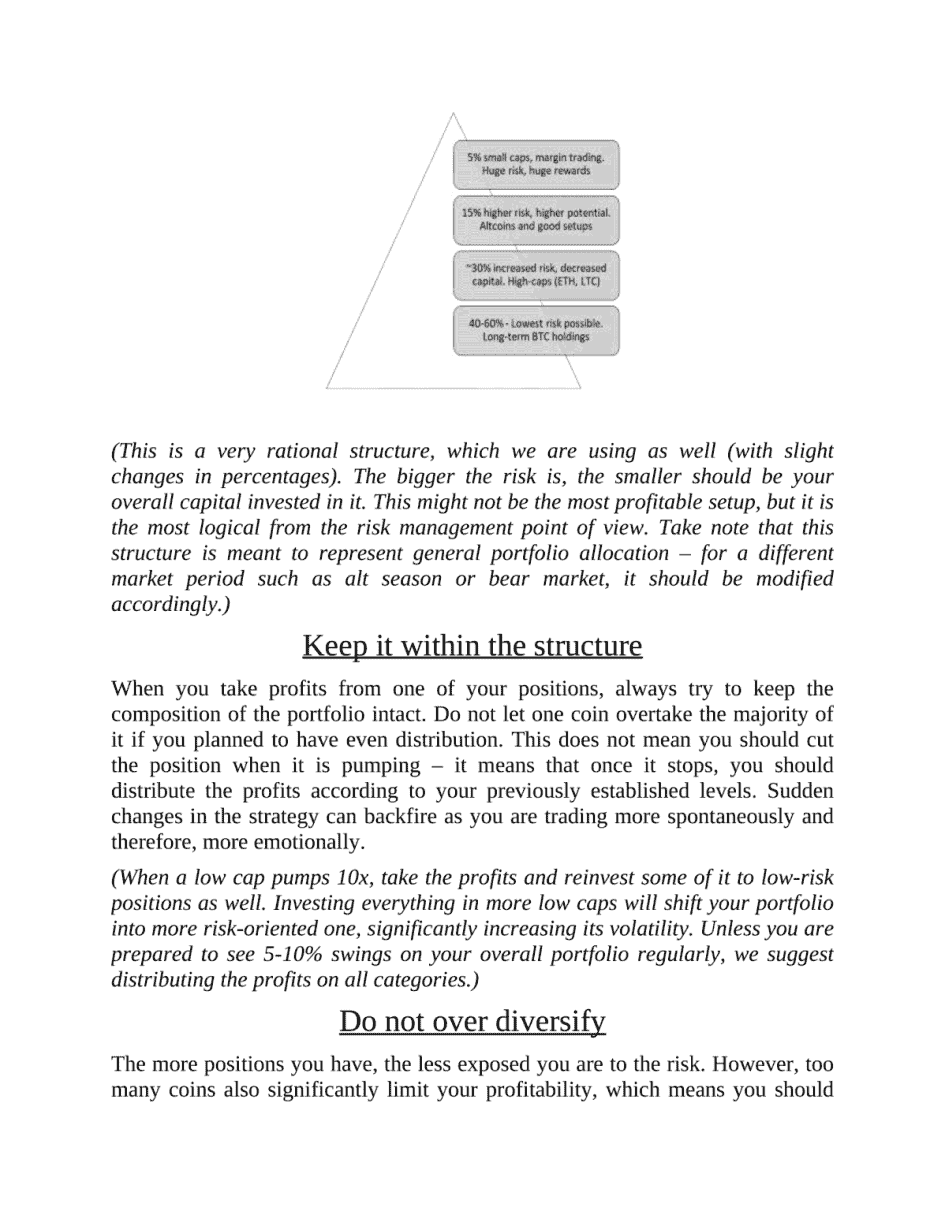 5% small caps, margin trading.
Huge risk, huge rewards
15% higher risk, higher potential.
Altcoins and good setups
~30% increased risk, decreased
capital. High-caps (ETH, LTC)
40-60% - Lowest risk possible.
Long-term BTC holdings
(This is a very rational structure, which we are using as well (with slight
changes in percentages). The bigger the risk is, the smaller should be your
overall capital invested in it. This might not be the most profitable setup, but it is
the most logical from the risk management point of view. Take note that this
structure is meant to represent general portfolio allocation – for a different
market period such as alt season or bear market, it should be modified
accordingly.)
Keep it within the structure
When you take profits from one of your positions, always try to keep the
composition of the portfolio intact. Do not let one coin overtake the majority of
it if you planned to have even distribution. This does not mean you should cut
the position when it is pumping – it means that once it stops, you should
distribute the profits according to your previously established levels. Sudden
changes in the strategy can backfire as you are trading more spontaneously and
therefore, more emotionally.
(When a low cap pumps 10x, take the profits and reinvest some of it to low-risk
positions as well. Investing everything in more low caps will shift your portfolio
into more risk-oriented one, significantly increasing its volatility. Unless you are
prepared to see 5-10% swings on your overall portfolio regularly, we suggest
distributing the profits on all categories.)
Do not over diversify
The more positions you have, the less exposed you are to the risk. However, too
many coins also significantly limit your profitability, which means you should